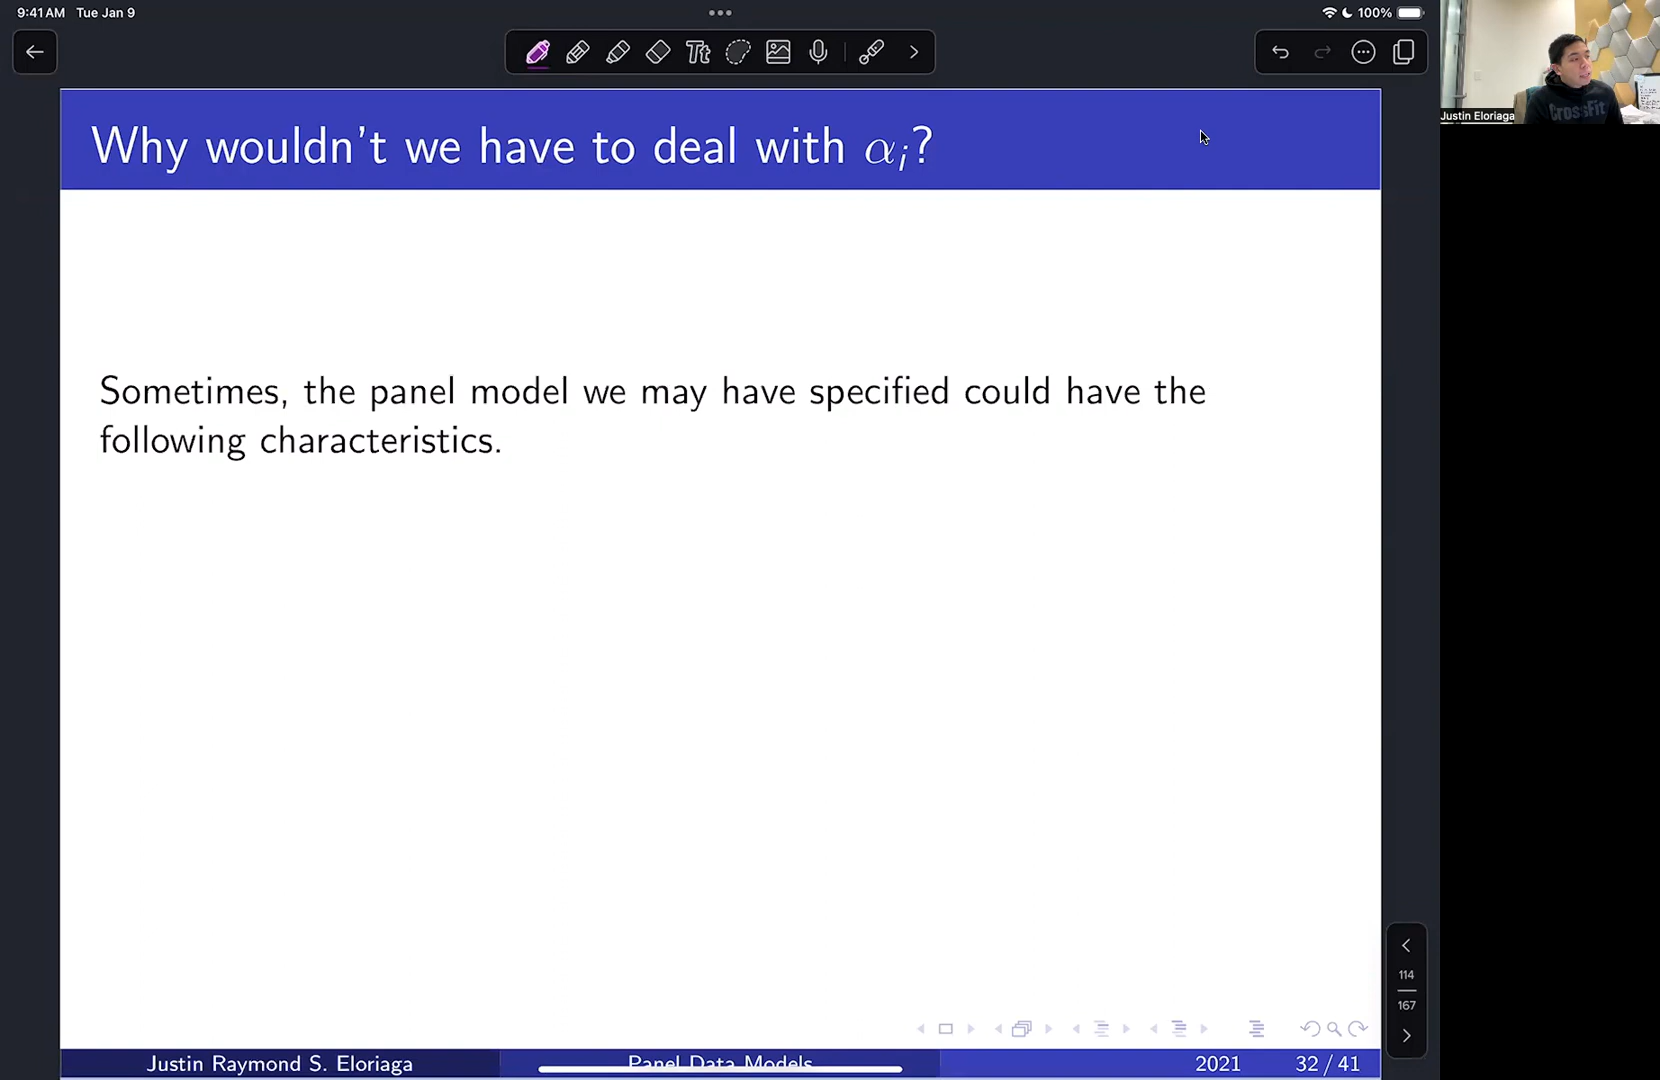 9:41 AM Tue Jan 9
100%
Tt
Justin Eloriaga
CrossFit
Why wouldn't we have to deal with αᵢ?
Sometimes, the panel model we may have specified could have the
following characteristics.
114
167
Justin Raymond S. Eloriaga
Panel Data Models
2021
32 / 41